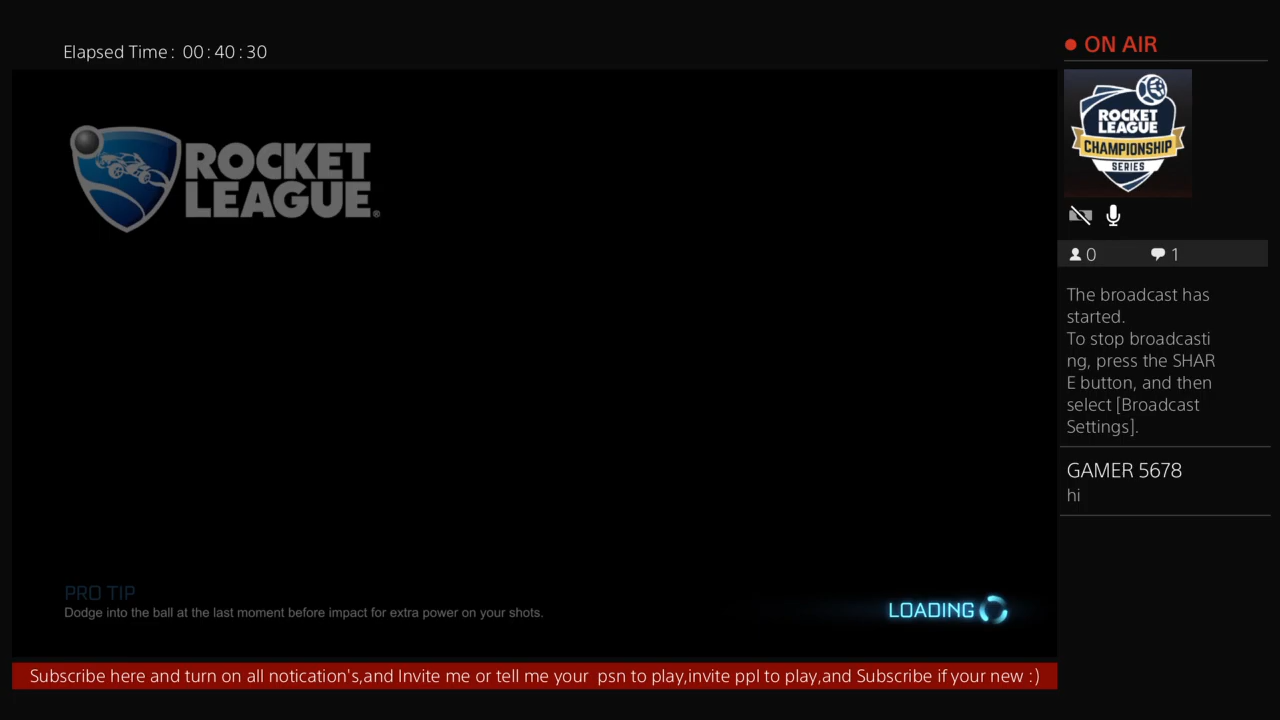 Elapsed Time: 00:40:30
ON AIR
ROCKET
LEAGUE®
ROCKET
LEAGUE
CHAMPIONSHIP
SERIES
0
1
The broadcast has
started.
To stop broadcasti
ng, press the SHAR
E button, and then
select [Broadcast
Settings].
GAMER 5678
hi
PRO TIP
Dodge into the ball at the last moment before impact for extra power on your shots.
LOADING
Subscribe here and turn on all notication's,and Invite me or tell me your psn to play,invite ppl to play,and Subscribe if your new :)